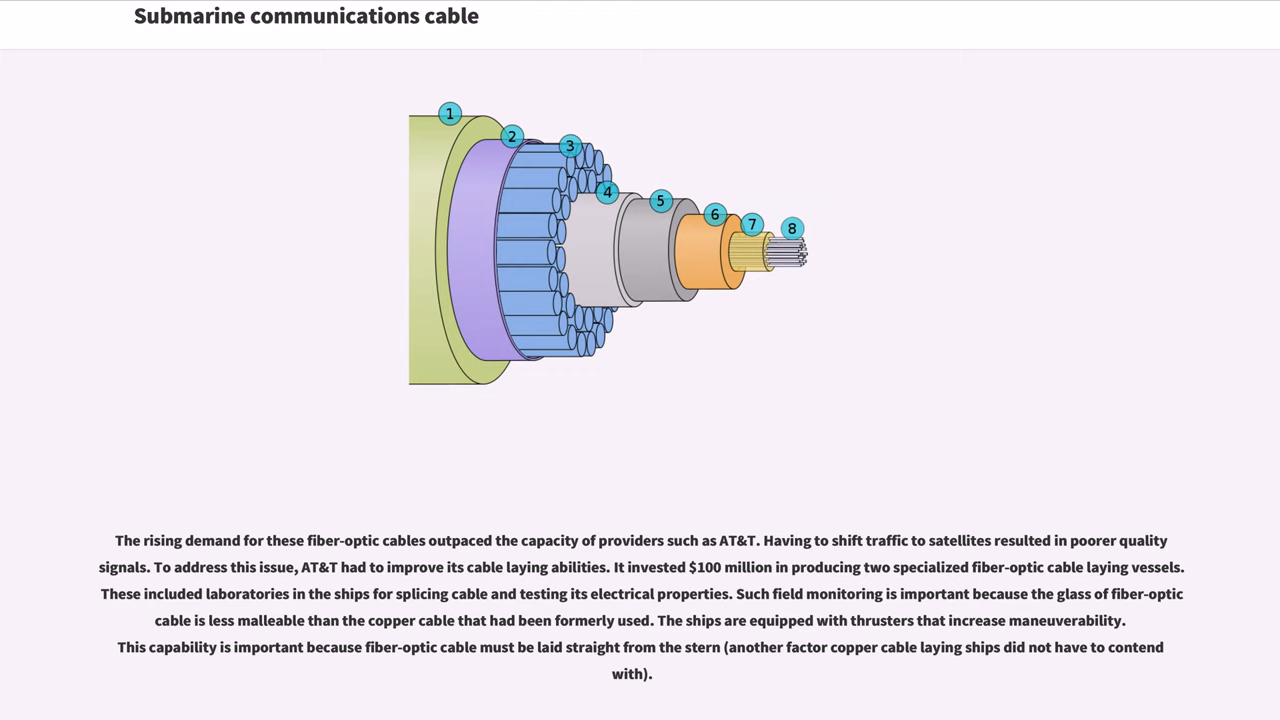 Submarine communications cable
1
2
3
4
5
6
7
8
The rising demand for these fiber-optic cables outpaced the capacity of providers such as AT&T. Having to shift traffic to satellites resulted in poorer quality
signals. To address this issue, AT&T had to improve its cable laying abilities. It invested $100 million in producing two specialized fiber-optic cable laying vessels.
These included laboratories in the ships for splicing cable and testing its electrical properties. Such field monitoring is important because the glass of fiber-optic
cable is less malleable than the copper cable that had been formerly used. The ships are equipped with thrusters that increase maneuverability.
This capability is important because fiber-optic cable must be laid straight from the stern (another factor copper cable laying ships did not have to contend
with).